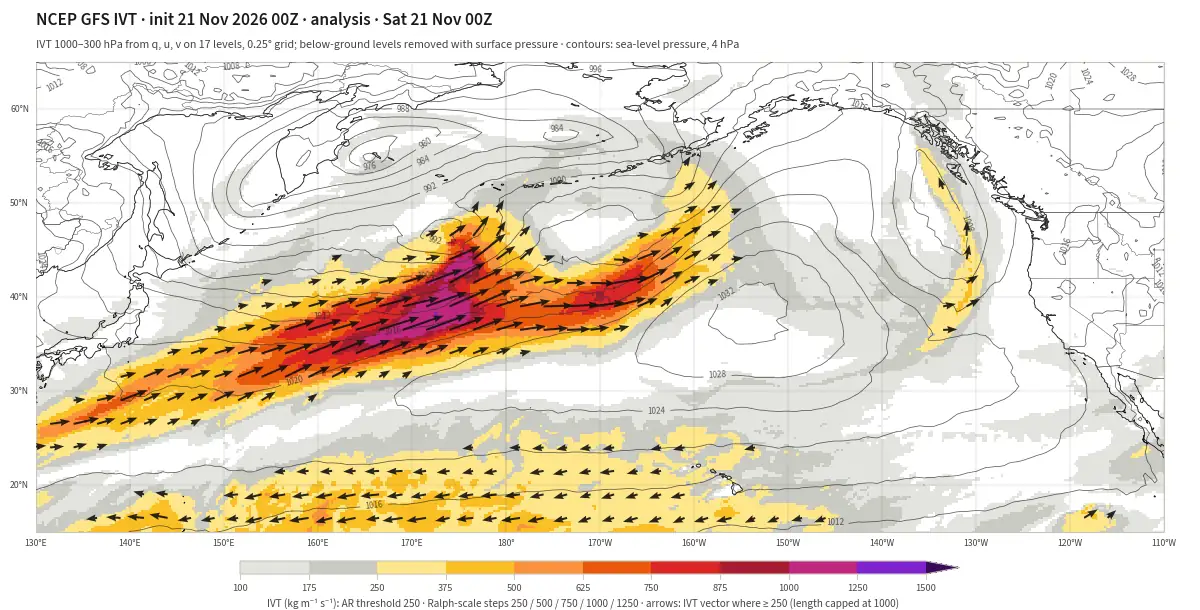 NCEP GFS IVT · init 21 Nov 2026 00Z · analysis · Sat 21 Nov 00Z
IVT 1000–300 hPa from q, u, v on 17 levels, 0.25° grid; below-ground levels removed with surface pressure · contours: sea-level pressure, 4 hPa
1012
1008
996
1020
1024
1028
60°N
988
1016
984
980
984
976
992
1000
50°N
992
1016
40°N
1032
1020
30°N
1028
1024
20°N
1016
1012
130°E 140°E 150°E 160°E 170°E 180° 170°W 160°W 150°W 140°W 130°W 120°W 110°W
100 175 250 375 500 625 750 875 1000 1250 1500
IVT (kg m⁻¹ s⁻¹): AR threshold 250 · Ralph-scale steps 250 / 500 / 750 / 1000 / 1250 · arrows: IVT vector where ≥ 250 (length capped at 1000)